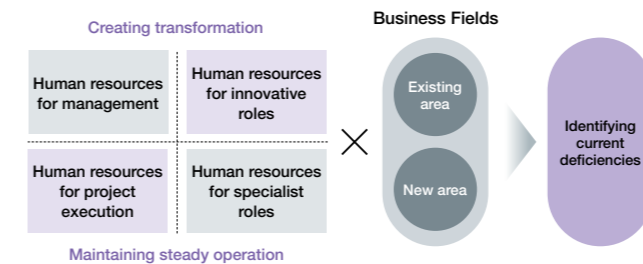 Creating transformation
Business Fields
Human resources
for management
Human resources
for innovative
roles
Human resources
for project
execution
Human resources
for specialist
roles
Maintaining steady operation
×
Existing
area
New area
Identifying
current
deficiencies